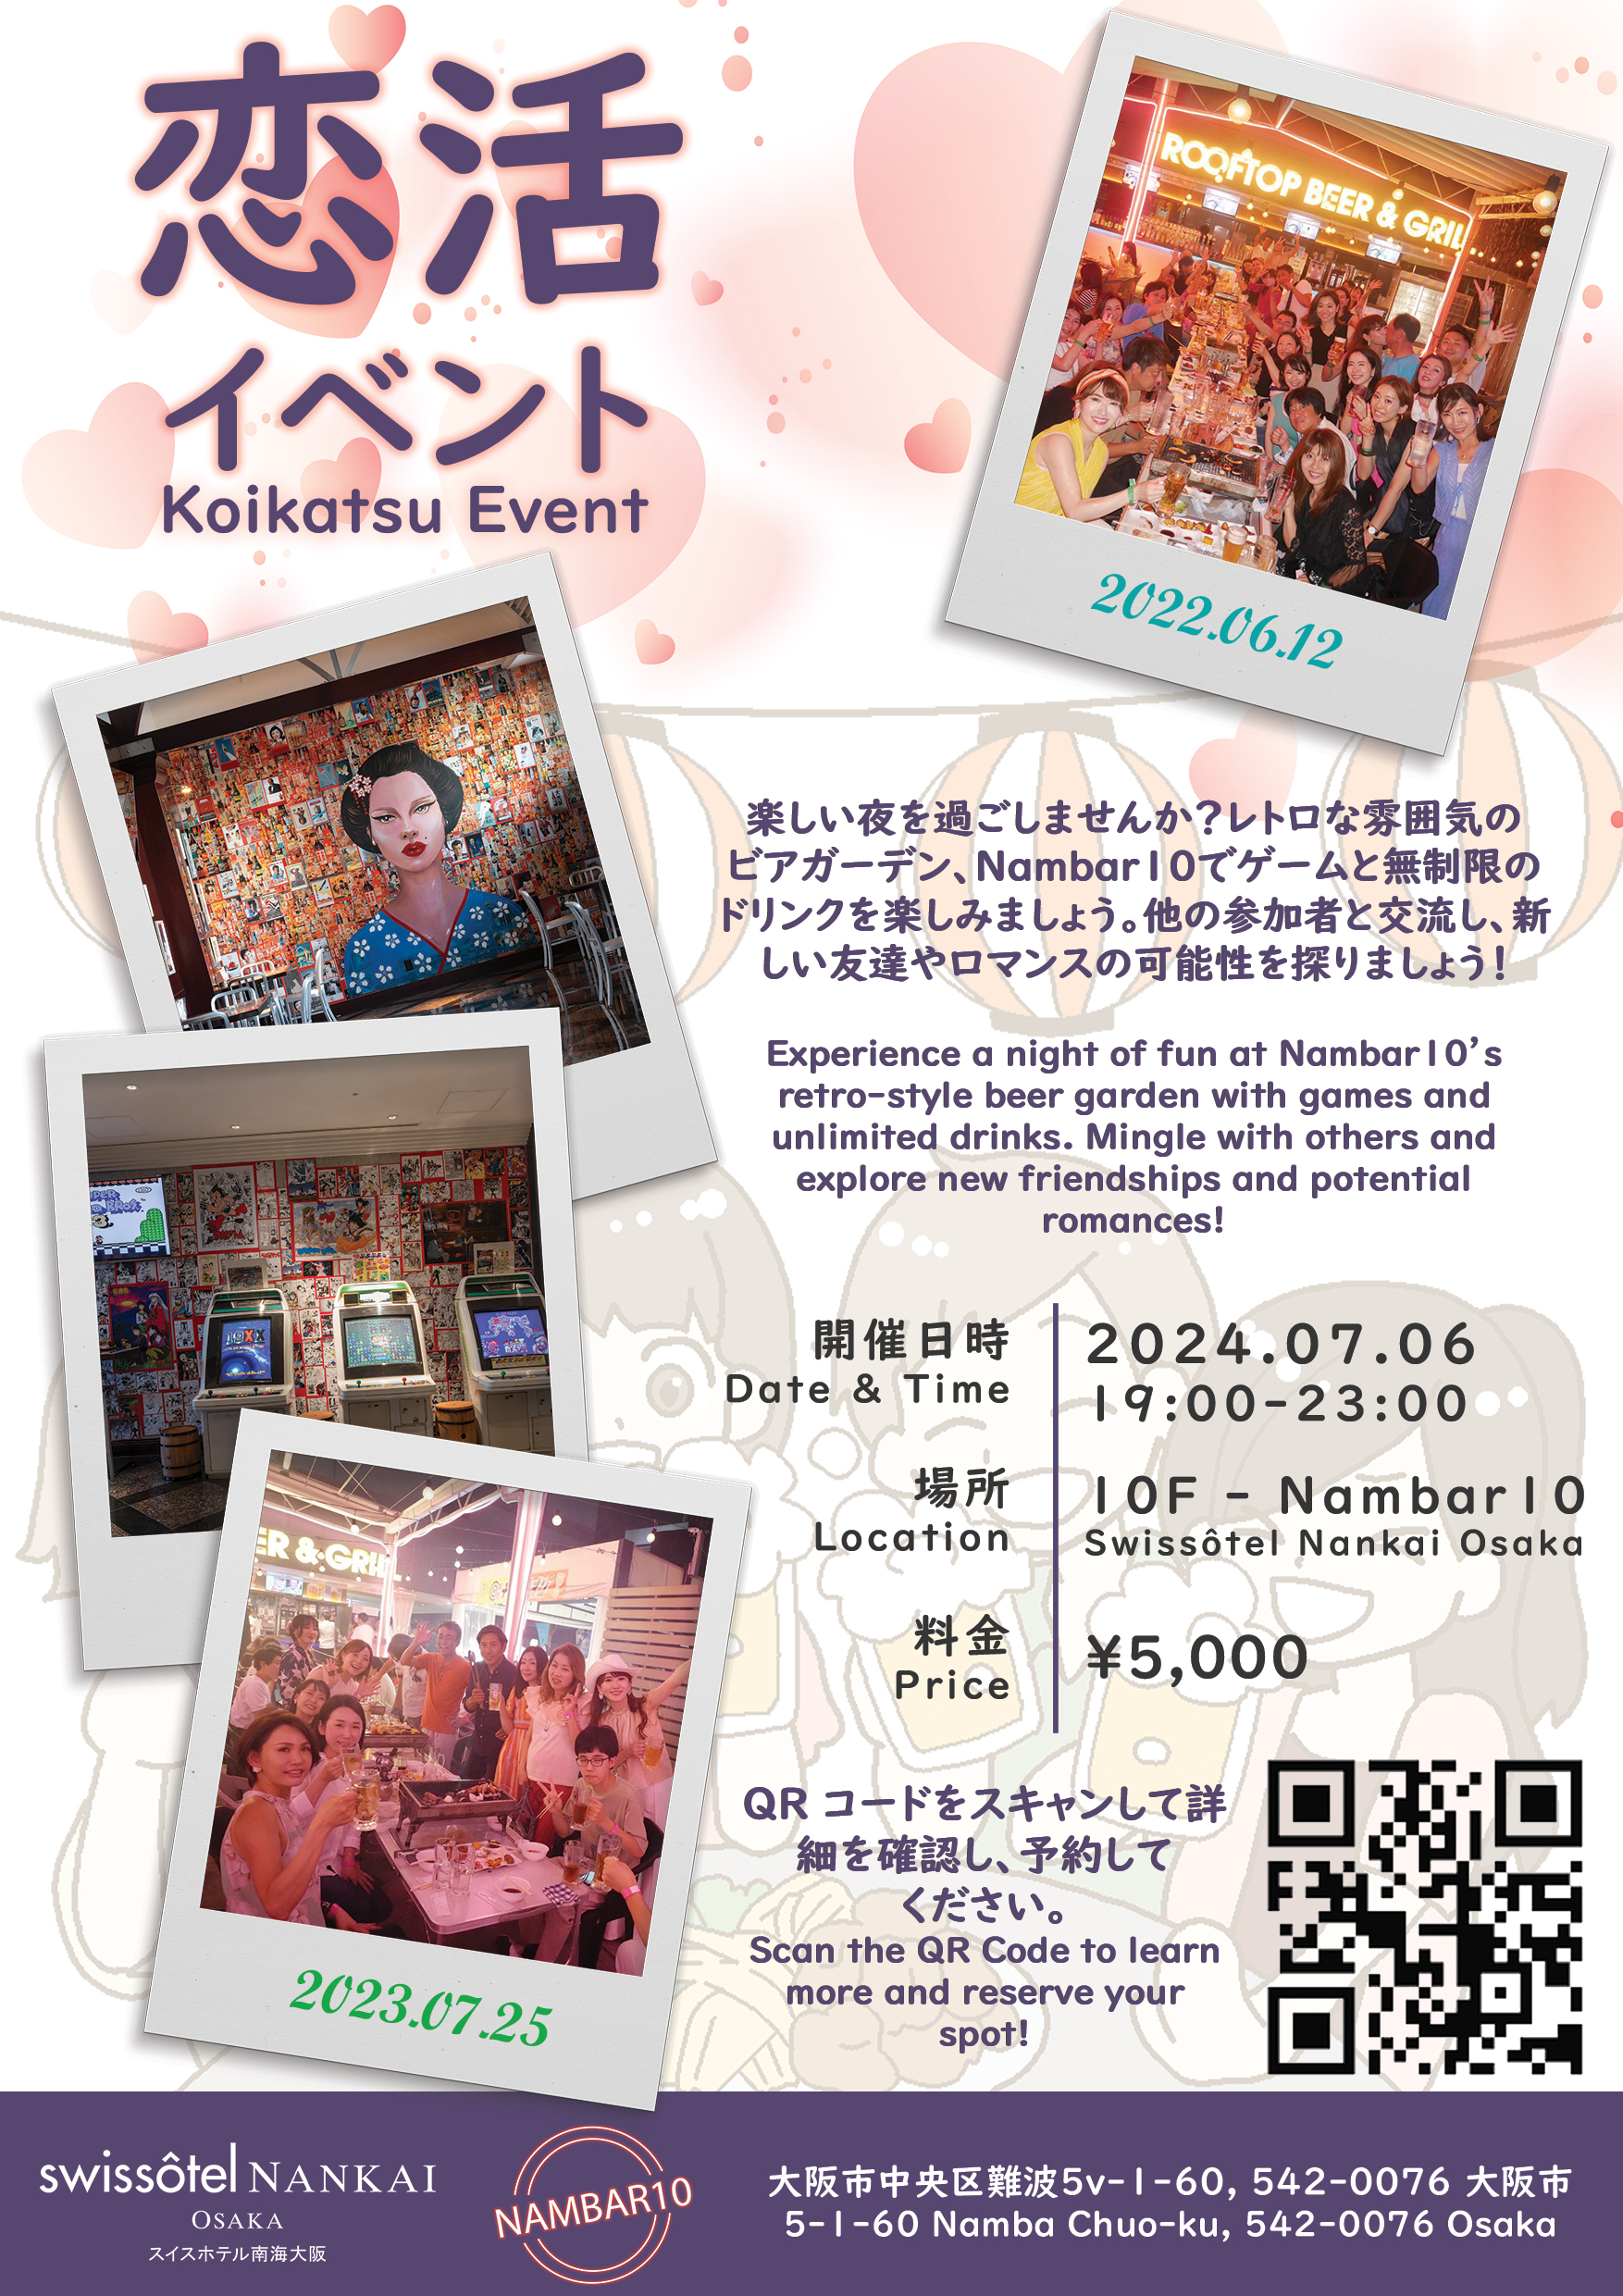 恋活
イベント
Koikatsu Event
ROOFTOP BEER & GRILL
2022.06.12
楽しい夜を過ごしませんか？レトロな雰囲気の
ビアガーデン、Nambar10でゲームと無制限の
ドリンクを楽しみましょう。他の参加者と交流し、新
しい友達やロマンスの可能性を探りましょう！
Experience a night of fun at Nambar10's
retro-style beer garden with games and
unlimited drinks. Mingle with others and
explore new friendships and potential
romances!
開催日時
Date & Time
2024.07.06
19:00-23:00
場所
Location
10F - Nambar10
Swissôtel Nankai Osaka
料金
Price
¥5,000
19XX
ER & GRILL
2023.07.25
QR コードをスキャンして詳
細を確認し、予約して
ください。
Scan the QR Code to learn
more and reserve your
spot!
swissôtel NANKAI
OSAKA
スイスホテル南海大阪
NAMBAR10
大阪市中央区難波5v-1-60, 542-0076 大阪市
5-1-60 Namba Chuo-ku, 542-0076 Osaka